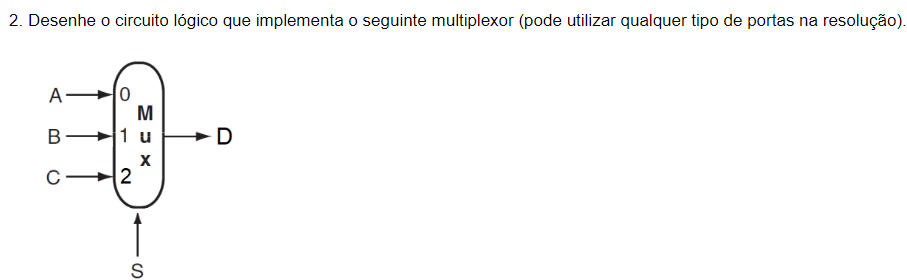 2. Desenhe o circuito lógico que implementa o seguinte multiplexor (pode utilizar qualquer tipo de portas na resolução).
A 0
M
B 1 u D
x
C 2
S